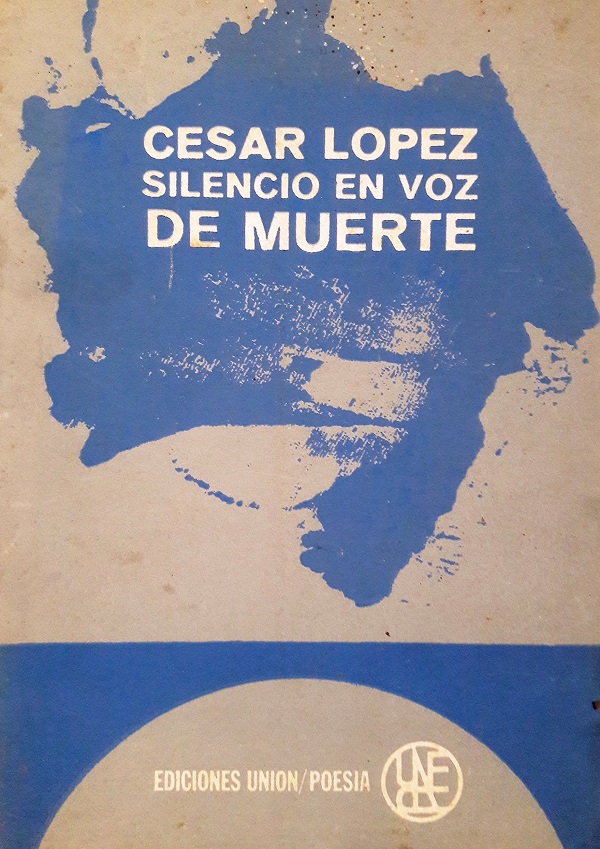 CESAR LOPEZ
SILENCIO EN VOZ
DE MUERTE
EDICIONES UNION/POESIA
UNEAC